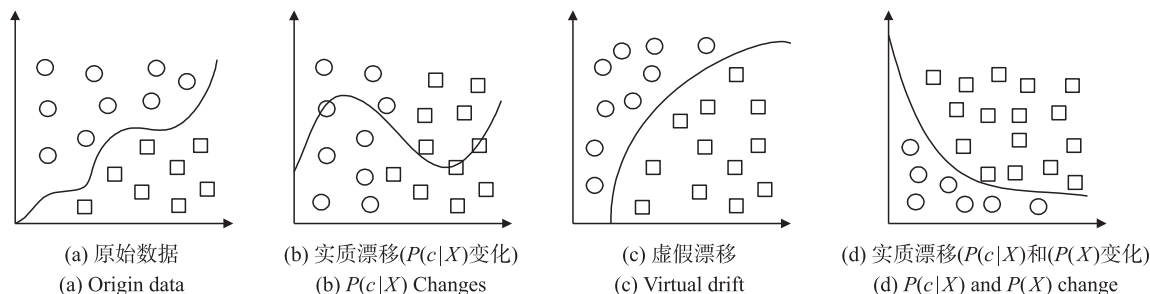 (a) 原始数据
(a) Origin data
(b) 实质漂移(P(c|X)变化)
(b) P(c|X) Changes
(c) 虚假漂移
(c) Virtual drift
(d) 实质漂移(P(c|X)和(P(X)变化)
(d) P(c|X) and P(X) change